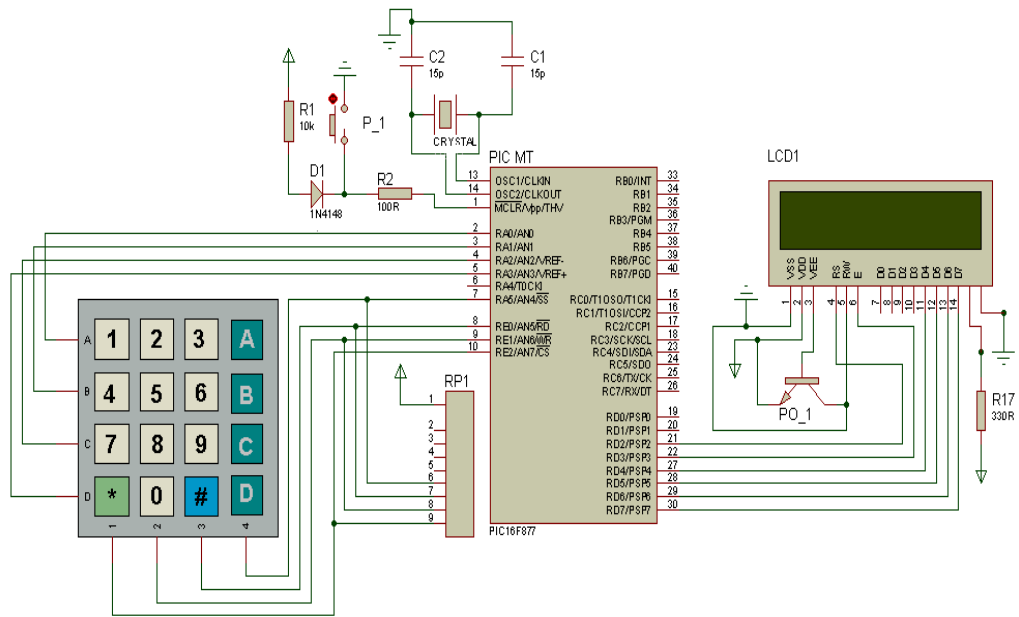 C2
15p
C1
15p
R1
10k
P_1
CRYSTAL
D1
1N4148
R2
100R
PIC MT
13 OSC1/CLKIN
14 OSC2/CLKOUT
1 MCLR/Vpp/THV
2 RA0/AN0
3 RA1/AN1
4 RA2/AN2/VREF-
5 RA3/AN3/VREF+
6 RA4/T0CKI
7 RA5/AN4/SS
8 RE0/AN5/RD
9 RE1/AN6/WR
10 RE2/AN7/CS
RB0/INT 33
RB1 34
RB2 35
RB3/PGM 36
RB4 37
RB5 38
RB6/PGC 39
RB7/PGD 40
RC0/T1OSO/T1CKI 15
RC1/T1OSI/CCP2 16
RC2/CCP1 17
RC3/SCK/SCL 18
RC4/SDI/SDA 23
RC5/SDO 24
RC6/TX/CK 25
RC7/RX/DT 26
RD0/PSP0 19
RD1/PSP1 20
RD2/PSP2 21
RD3/PSP3 22
RD4/PSP4 27
RD5/PSP5 28
RD6/PSP6 29
RD7/PSP7 30
PIC16F877
LCD1
VSS VDD VEE RS RW E D0 D1 D2 D3 D4 D5 D6 D7
1 2 3 4 5 6 7 8 9 10 11 12 13 14
PO_1
R17
330R
RP1
1
2
3
4
5
6
7
8
9
A 1 2 3 A
B 4 5 6 B
C 7 8 9 C
D * 0 # D
1 2 3 4